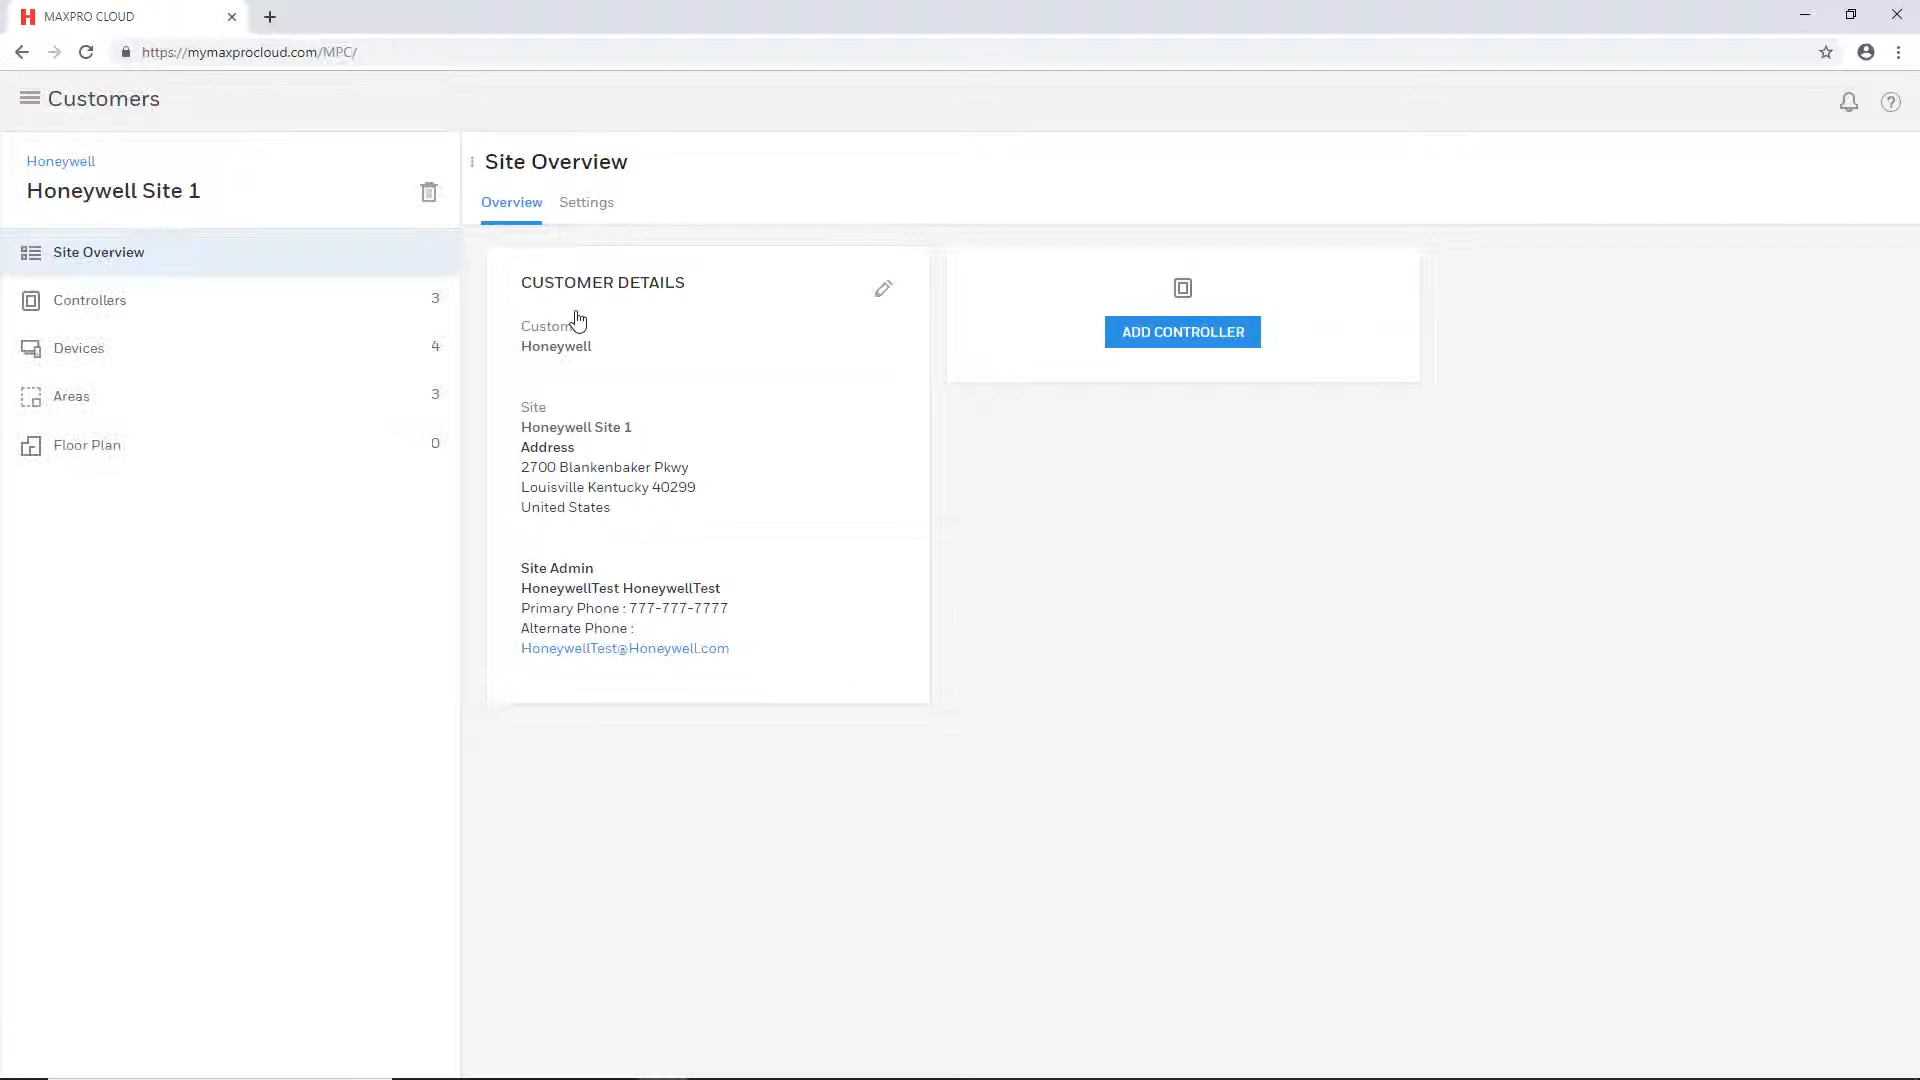 MAXPRO CLOUD
https://mymaxprocloud.com/MPC/
Customers
Honeywell
Honeywell Site 1
Site Overview
Controllers 3
Devices 4
Areas 3
Floor Plan 0
Site Overview
Overview Settings
CUSTOMER DETAILS
Honeywell
Site
Honeywell Site 1
Address
2700 Blankenbaker Pkwy
Louisville Kentucky 40299
United States
Site Admin
HoneywellTest HoneywellTest
Primary Phone : 777-777-7777
Alternate Phone :
HoneywellTest@Honeywell.com
ADD CONTROLLER